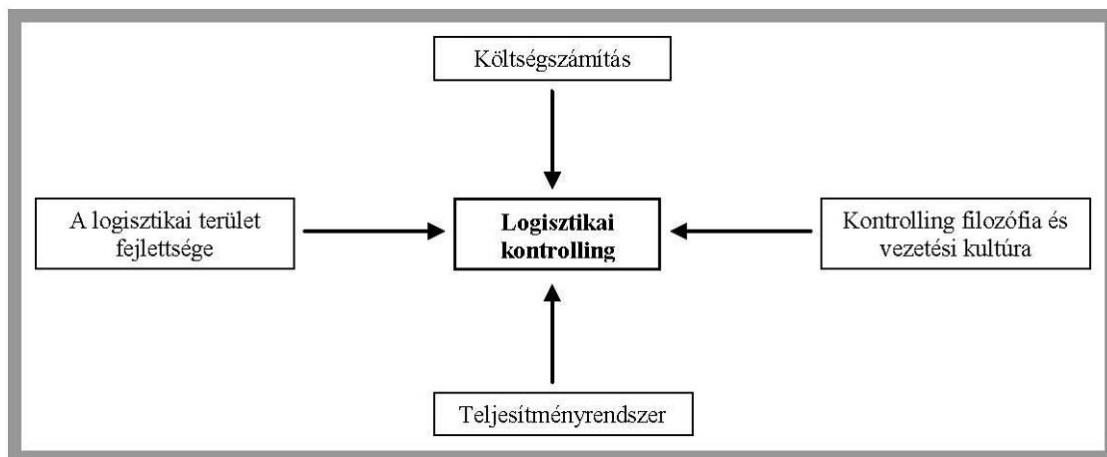 Költségszámítás
A logisztikai terület
fejlettsége
Logisztikai
kontrolling
Kontrolling filozófia és
vezetési kultúra
Teljesítményrendszer